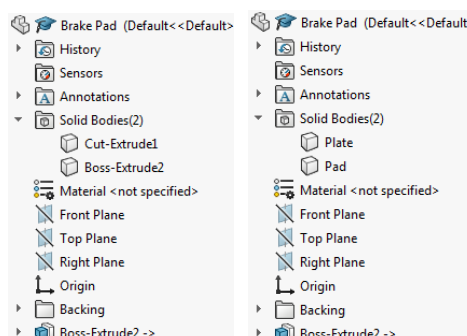 Brake Pad (Default<<Default>
History
Sensors
Annotations
Solid Bodies(2)
Cut-Extrude1
Boss-Extrude2
Material <not specified>
Front Plane
Top Plane
Right Plane
Origin
Backing
Boss-Extrude2 ->
Brake Pad (Default<<Default
History
Sensors
Annotations
Solid Bodies(2)
Plate
Pad
Material <not specified>
Front Plane
Top Plane
Right Plane
Origin
Backing
Boss-Extrude2 ->